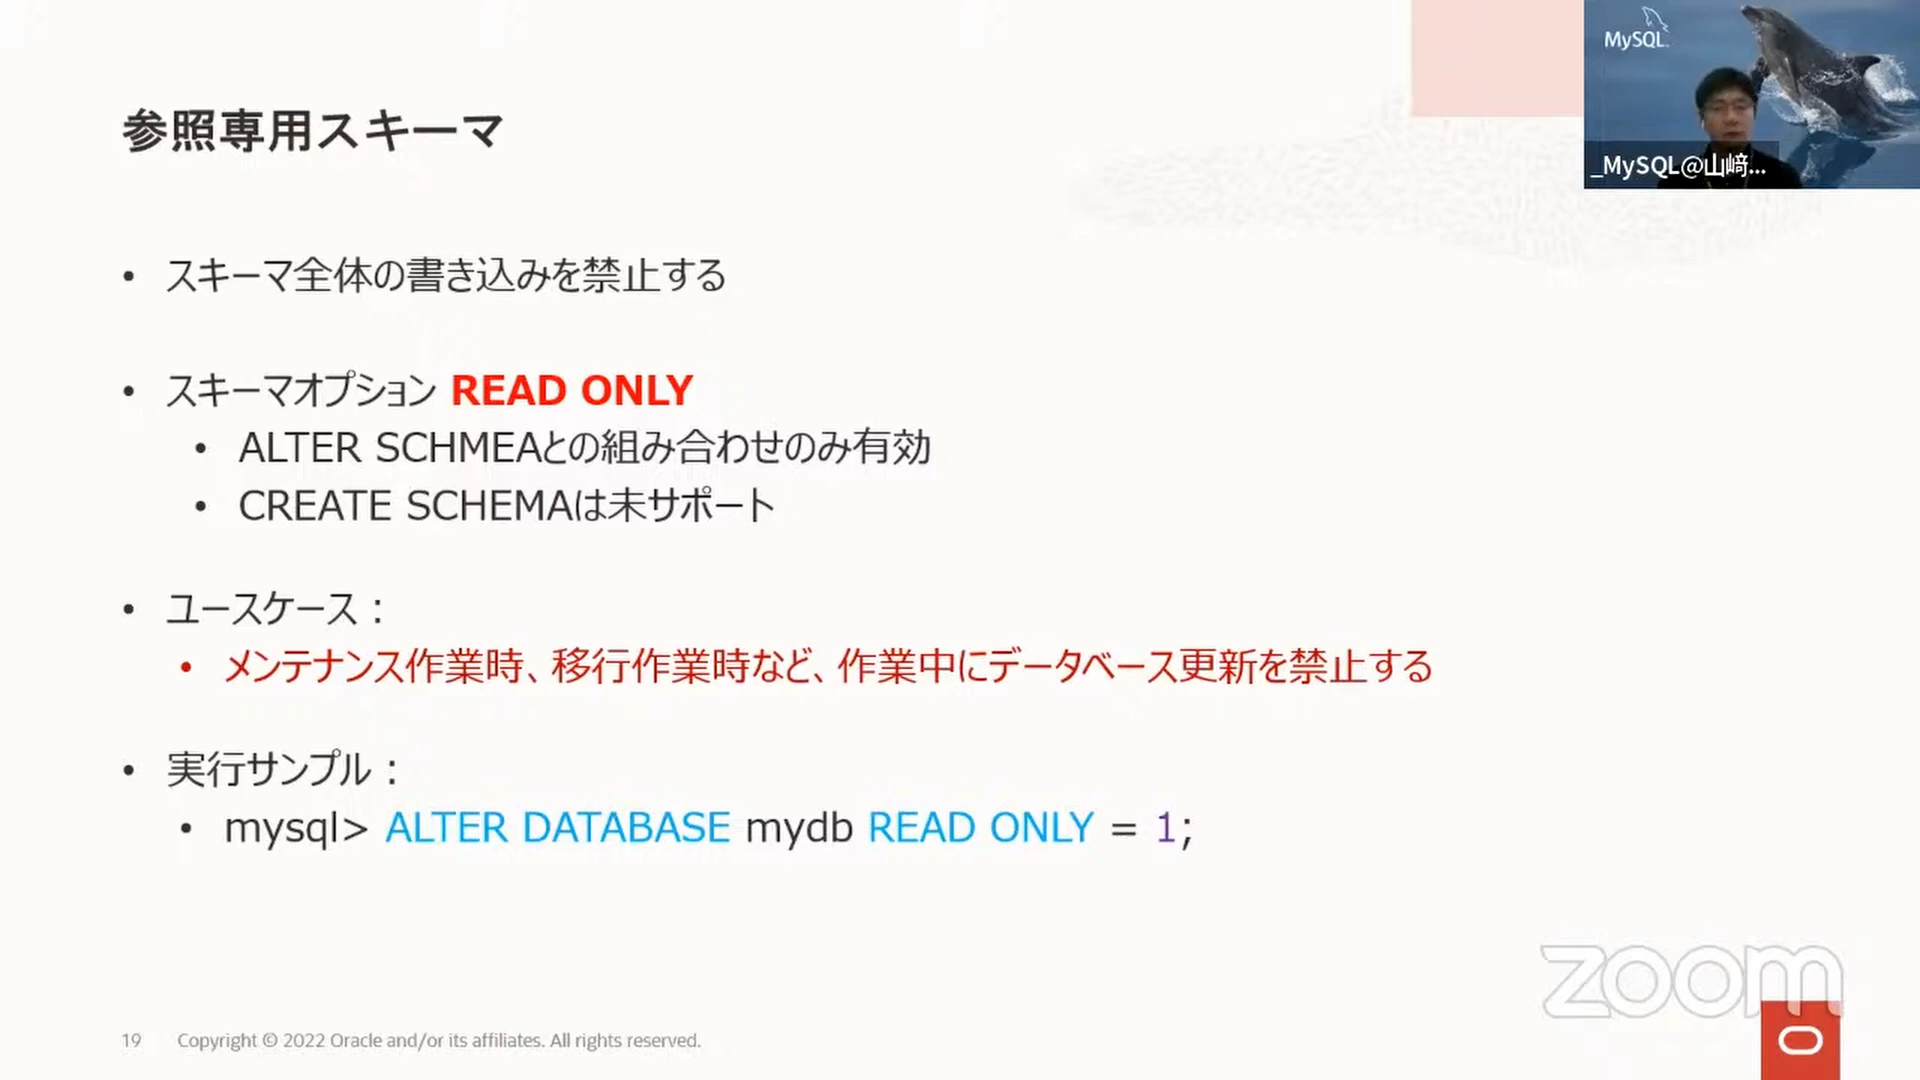 MySQL
_MySQL@山﨑...
参照専用スキーマ
• スキーマ全体の書き込みを禁止する
• スキーマオプション READ ONLY
• ALTER SCHMEAとの組み合わせのみ有効
• CREATE SCHEMAは未サポート
• ユースケース：
• メンテナンス作業時、移行作業時など、作業中にデータベース更新を禁止する
• 実行サンプル：
• mysql> ALTER DATABASE mydb READ ONLY = 1;
zoom
19 Copyright © 2022 Oracle and/or its affiliates. All rights reserved.